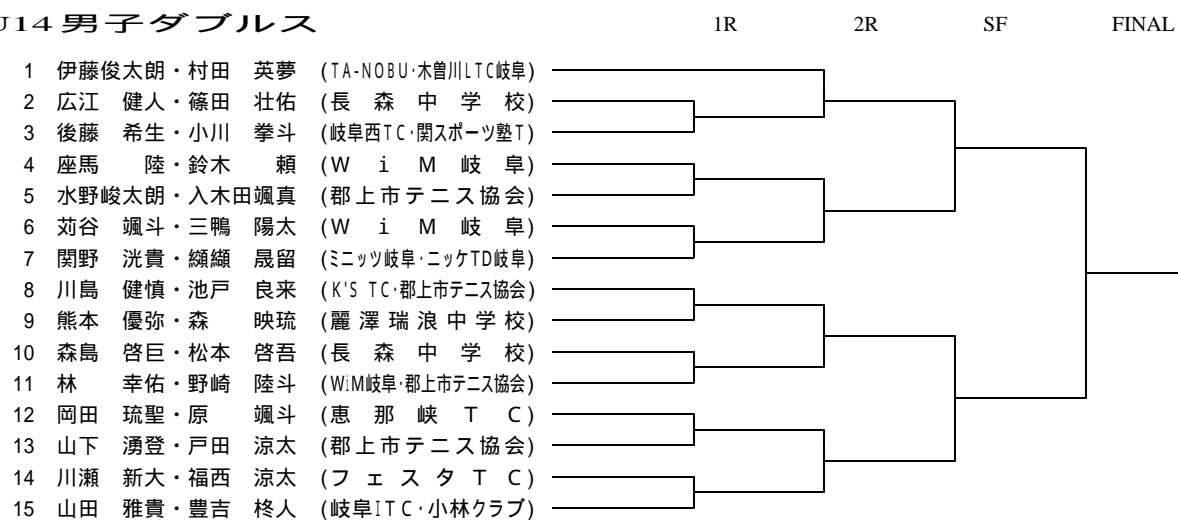 U14 男子ダブルス 1R 2R SF FINAL
1 伊藤俊太朗・村田 英夢 (TA-NOBU・木曽川LTC岐阜)
2 広江 健人・篠田 壮佑 (長 森 中 学 校)
3 後藤 希生・小川 拳斗 (岐阜西TC・関スポーツ塾T)
4 座馬 陸・鈴木 頼 (W i M 岐 阜)
5 水野峻太朗・入木田颯真 (郡上市テニス協会)
6 苅谷 颯斗・三鴨 陽太 (W i M 岐 阜)
7 関野 洸貴・纐纈 晟留 (ミニッツ岐阜・ニッケTD岐阜)
8 川島 健慎・池戸 良来 (K'S TC・郡上市テニス協会)
9 熊本 優弥・森 映琉 (麗澤瑞浪中学校)
10 森島 啓巨・松本 啓吾 (長 森 中 学 校)
11 林 幸佑・野崎 陸斗 (WiM岐阜・郡上市テニス協会)
12 岡田 琉聖・原 颯斗 (恵 那 峡 T C)
13 山下 湧登・戸田 涼太 (郡上市テニス協会)
14 川瀬 新大・福西 涼太 (フェスタTC)
15 山田 雅貴・豊吉 柊人 (岐阜ITC・小林クラブ)